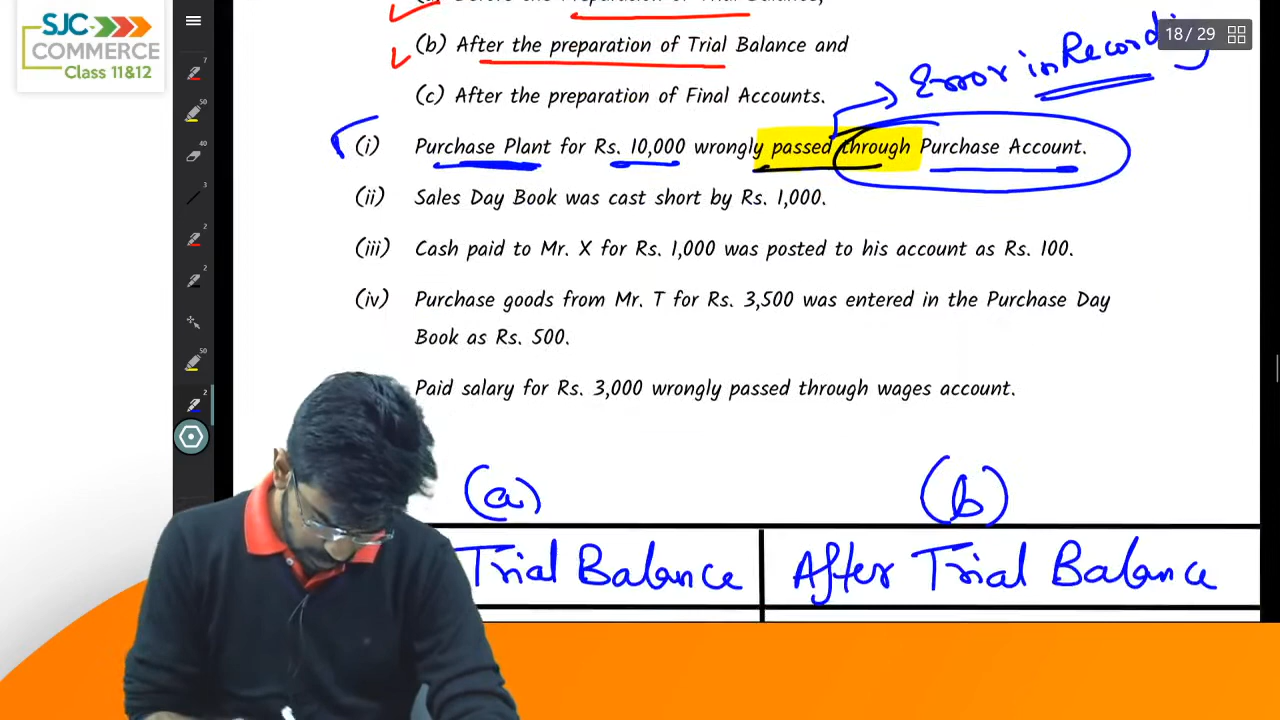 SJC
COMMERCE
Class 11&12
18 / 29
Preparation of Trial Balance,
(b) After the preparation of Trial Balance and
Error in Recording
(c) After the preparation of Final Accounts.
(i) Purchase Plant for Rs. 10,000 wrongly passed through Purchase Account.
(ii) Sales Day Book was cast short by Rs. 1,000.
(iii) Cash paid to Mr. X for Rs. 1,000 was posted to his account as Rs. 100.
(iv) Purchase goods from Mr. T for Rs. 3,500 was entered in the Purchase Day
Book as Rs. 500.
Paid salary for Rs. 3,000 wrongly passed through wages account.
(a) (b)
Trial Balance After Trial Balance